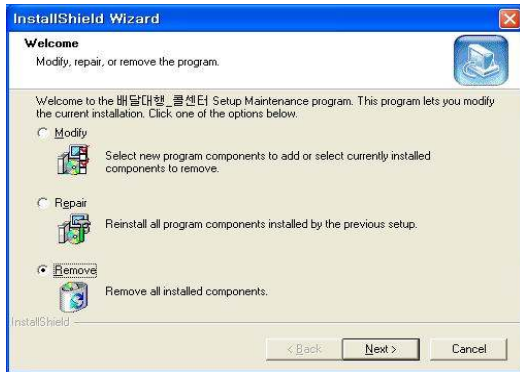 InstallShield Wizard
Welcome
Modify, repair, or remove the program.
Welcome to the 배달대행_콜센터 Setup Maintenance program. This program lets you modify
the current installation. Click one of the options below.
Modify
Select new program components to add or select currently installed
components to remove.
Repair
Reinstall all program components installed by the previous setup.
Remove
Remove all installed components.
InstallShield
< Back Next > Cancel